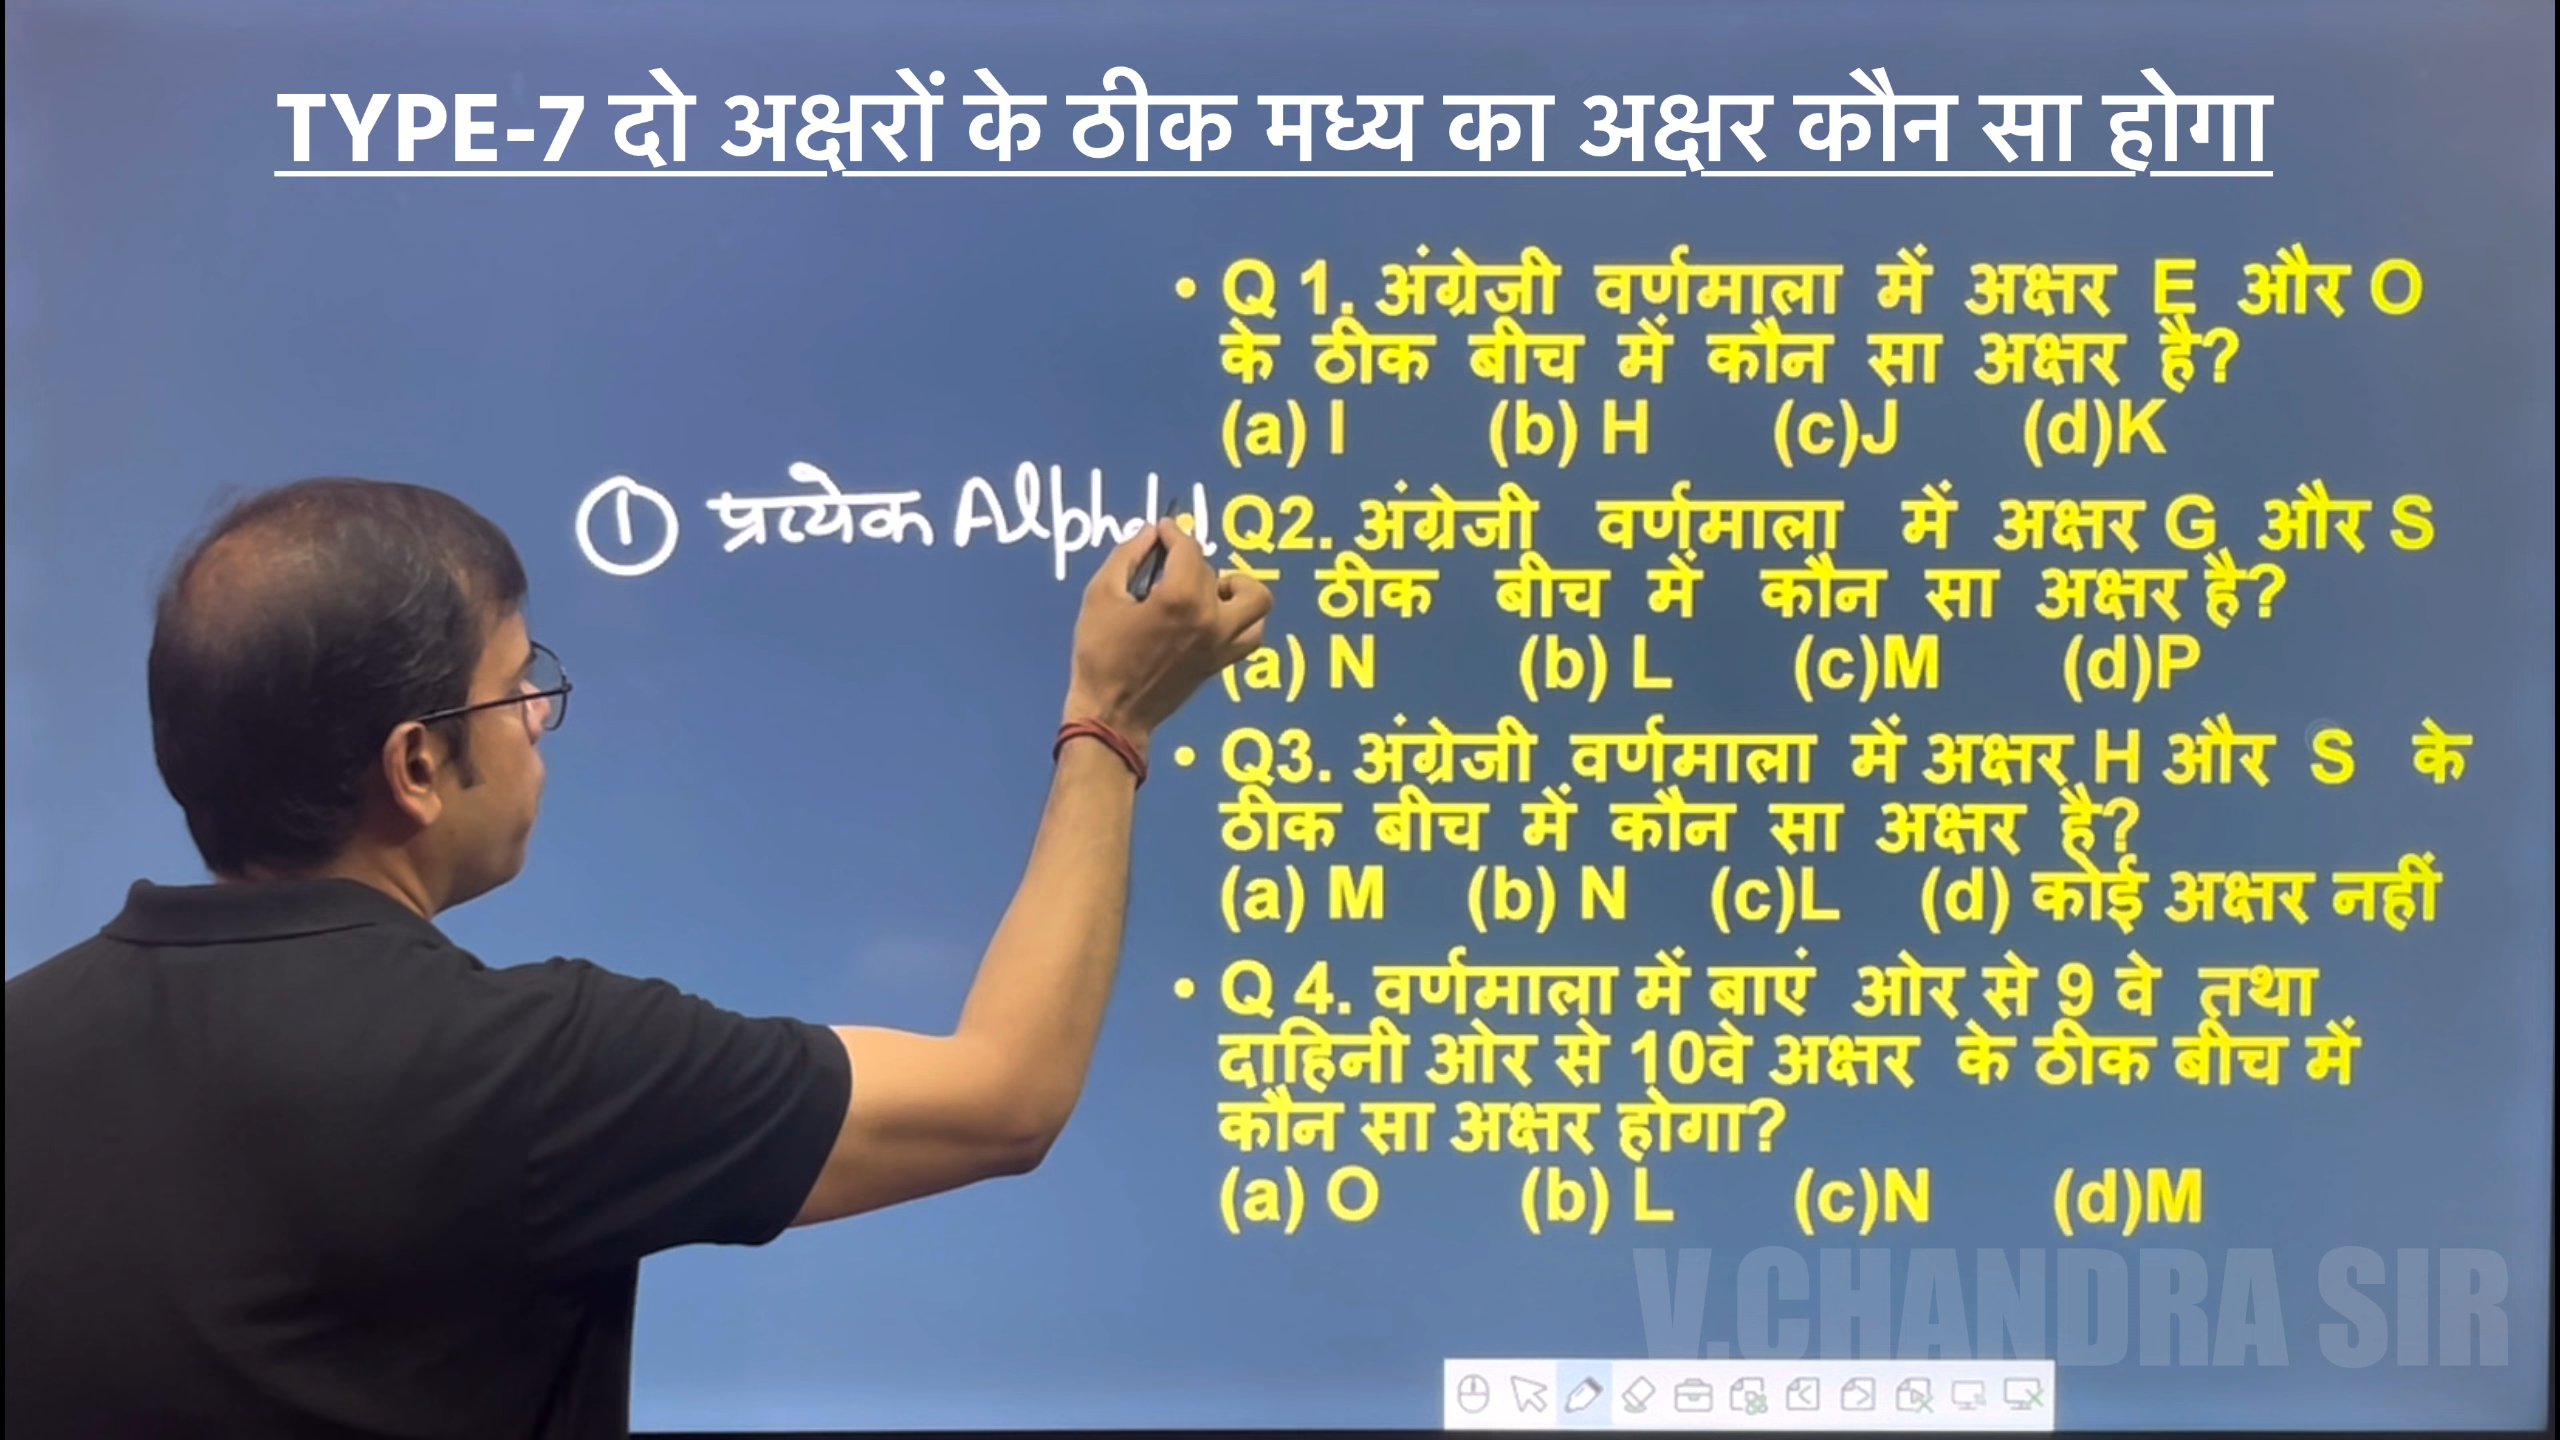 TYPE-7 दो अक्षरों के ठीक मध्य का अक्षर कौन सा होगा
• Q 1. अंग्रेजी वर्णमाला में अक्षर E और O
के ठीक बीच में कौन सा अक्षर है?
(a) I (b) H (c)J (d)K
① प्रत्येक
Q2. अंग्रेजी वर्णमाला में अक्षर G और S
ठीक बीच में कौन सा अक्षर है?
(a) N (b) L (c)M (d)P
• Q3. अंग्रेजी वर्णमाला में अक्षर H और S के
ठीक बीच में कौन सा अक्षर है?
(a) M (b) N (c)L (d) कोई अक्षर नहीं
• Q 4. वर्णमाला में बाएं ओर से 9 वे तथा
दाहिनी ओर से 10वे अक्षर के ठीक बीच में
कौन सा अक्षर होगा?
(a) O (b) L (c)N (d)M
V.CHANDRA SIR